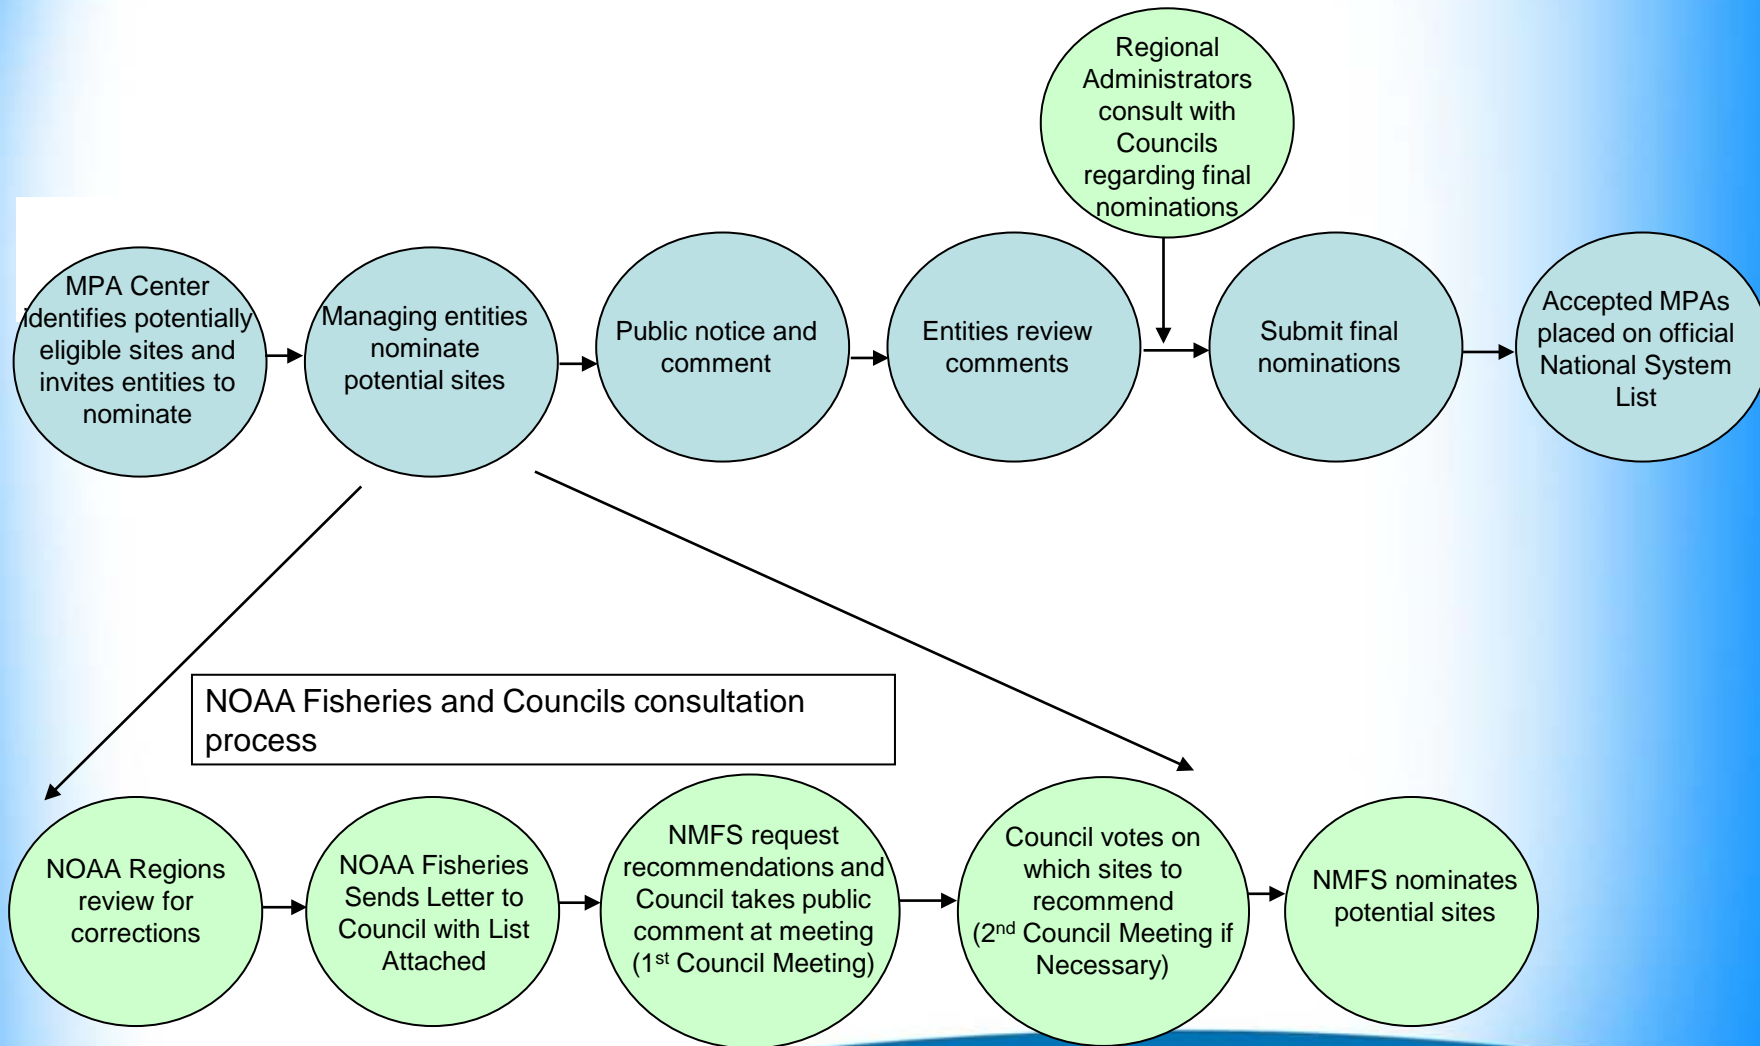 Regional
Administrators
consult with
Councils
regarding final
nominations
MPA Center
identifies potentially
eligible sites and
invites entities to
nominate
Managing entities
nominate
potential sites
Public notice and
comment
Entities review
comments
Submit final
nominations
Accepted MPAs
placed on official
National System
List
NOAA Fisheries and Councils consultation
process
NOAA Regions
review for
corrections
NOAA Fisheries
Sends Letter to
Council with List
Attached
NMFS request
recommendations and
Council takes public
comment at meeting
(1st Council Meeting)
Council votes on
which sites to
recommend
(2nd Council Meeting if
Necessary)
NMFS nominates
potential sites